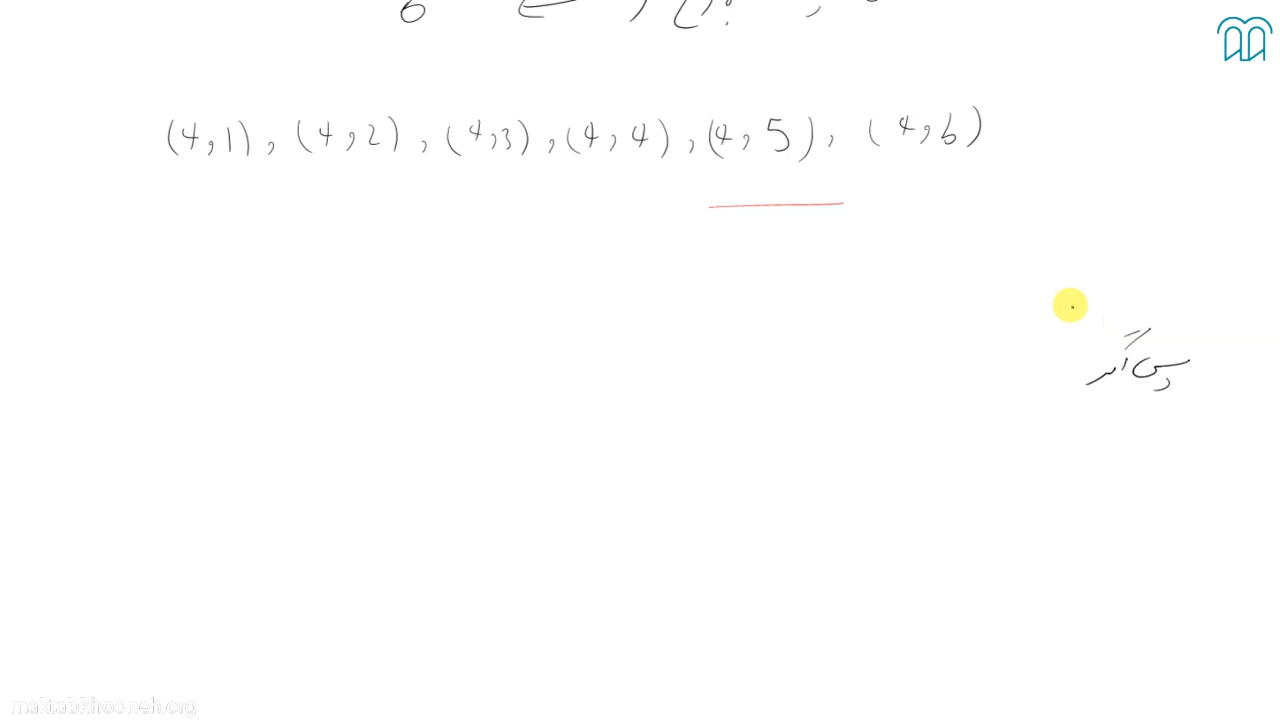 (4,1), (4,2), (4,3), (4,4), (4,5), (4,6)
پس اگر
maktabkhooneh.org